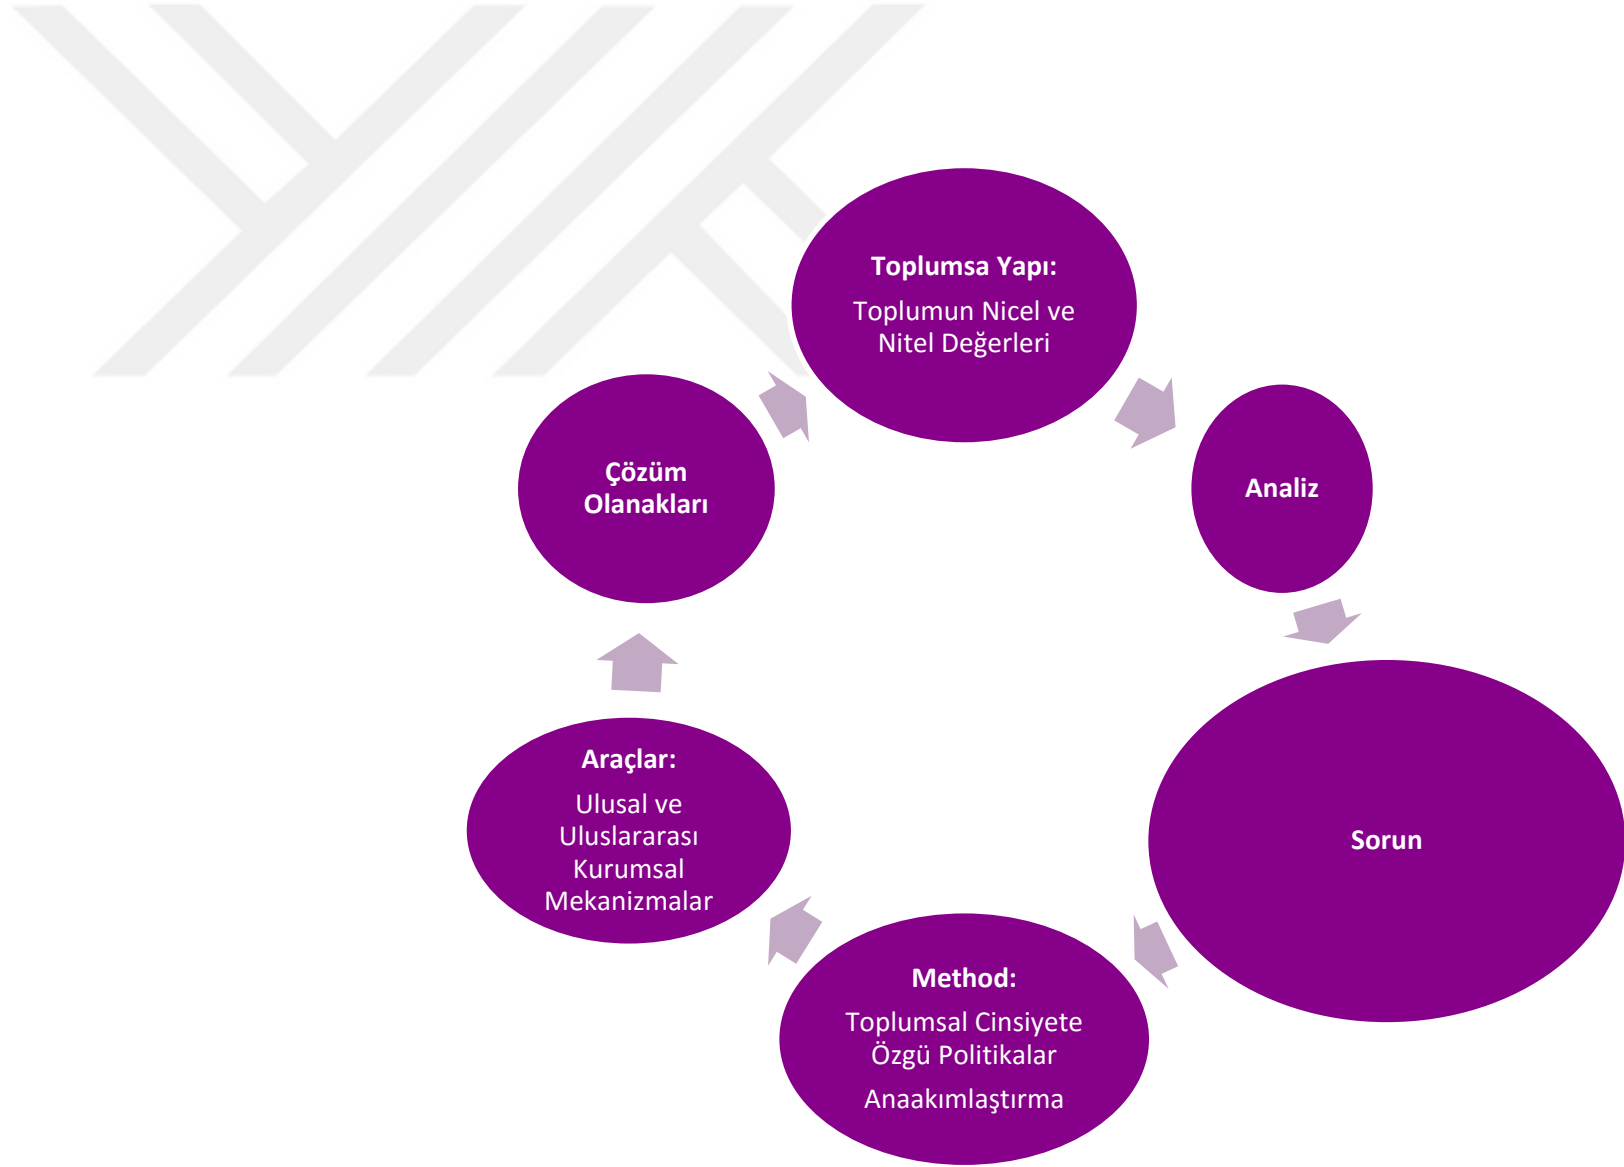 Toplumsa Yapı:
Toplumun Nicel ve
Nitel Değerleri
Analiz
Sorun
Method:
Toplumsal Cinsiyete
Özgü Politikalar
Anaakımlaştırma
Araçlar:
Ulusal ve
Uluslararası
Kurumsal
Mekanizmalar
Çözüm
Olanakları